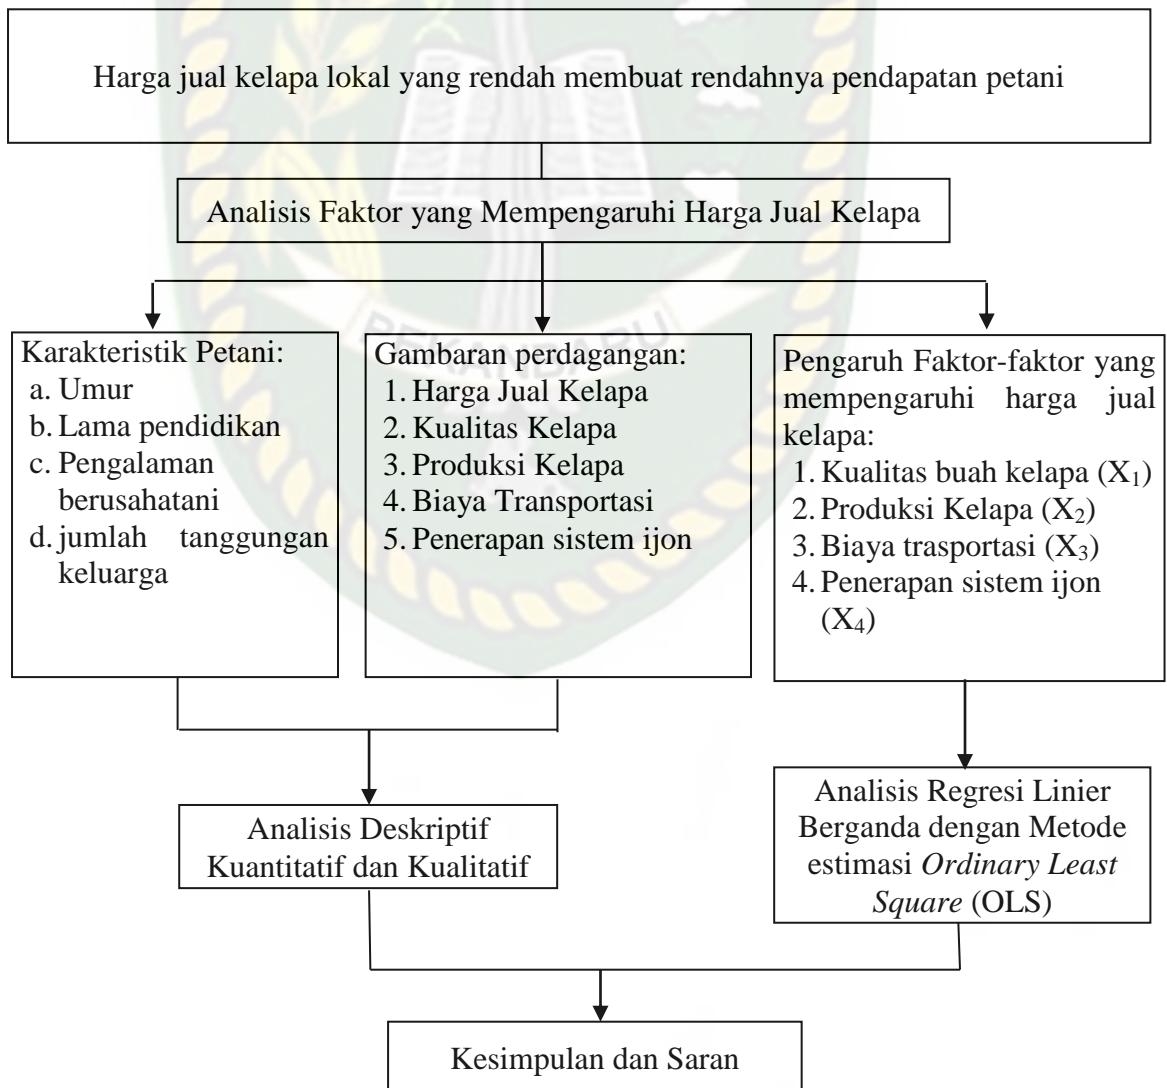 Harga jual kelapa lokal yang rendah membuat rendahnya pendapatan petani
Analisis Faktor yang Mempengaruhi Harga Jual Kelapa
Karakteristik Petani:
a. Umur
b. Lama pendidikan
c. Pengalaman
berusahatani
d. jumlah tanggungan
keluarga
Gambaran perdagangan:
1. Harga Jual Kelapa
2. Kualitas Kelapa
3. Produksi Kelapa
4. Biaya Transportasi
5. Penerapan sistem ijon
Pengaruh Faktor-faktor yang
mempengaruhi harga jual
kelapa:
1. Kualitas buah kelapa (X₁)
2. Produksi Kelapa (X₂)
3. Biaya trasportasi (X₃)
4. Penerapan sistem ijon
(X₄)
PEKANBARU
Analisis Deskriptif
Kuantitatif dan Kualitatif
Analisis Regresi Linier
Berganda dengan Metode
estimasi Ordinary Least
Square (OLS)
Kesimpulan dan Saran